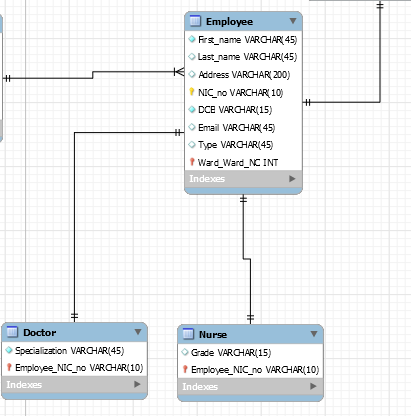 Employee
First_name VARCHAR(45)
Last_name VARCHAR(45)
Address VARCHAR(200)
NIC_no VARCHAR(10)
DCB VARCHAR(15)
Email VARCHAR(45)
Type VARCHAR(45)
Ward_Ward_NC INT
Indexes
Doctor
Specialization VARCHAR(45)
Employee_NIC_no VARCHAR(10)
Indexes
Nurse
Grade VARCHAR(15)
Employee_NIC_no VARCHAR(10)
Indexes